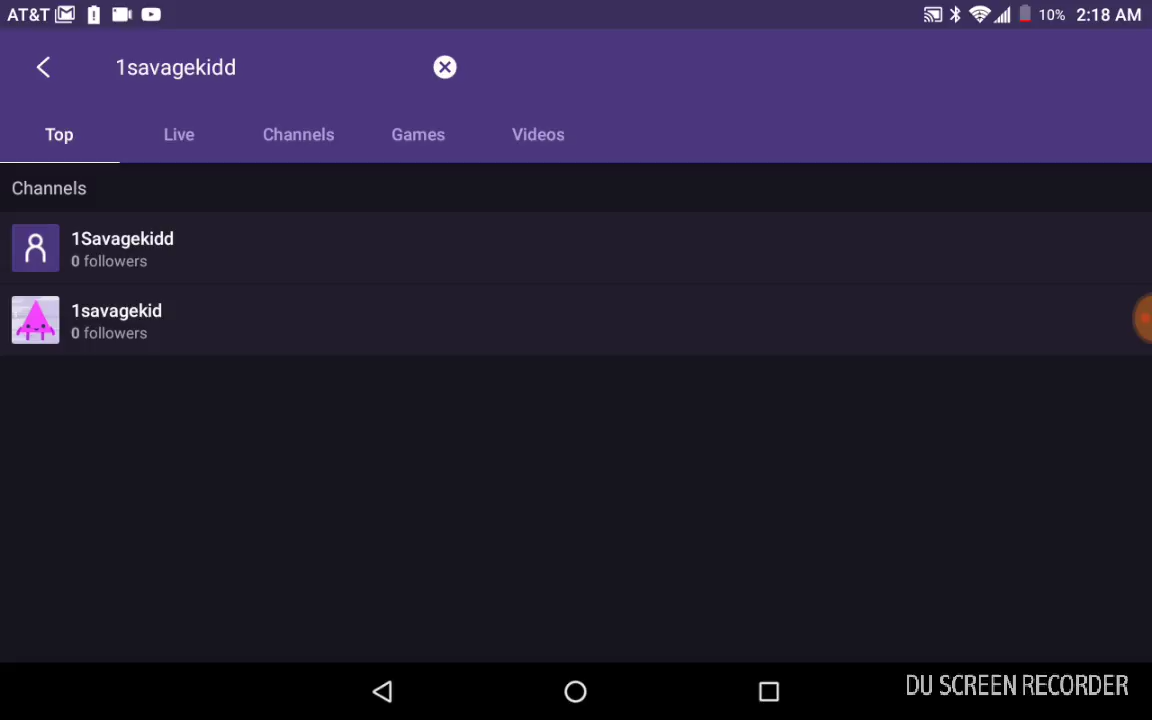 AT&T 10% 2:18 AM
1savagekidd
Top Live Channels Games Videos
Channels
1Savagekidd
0 followers
1savagekid
0 followers
DU SCREEN RECORDER